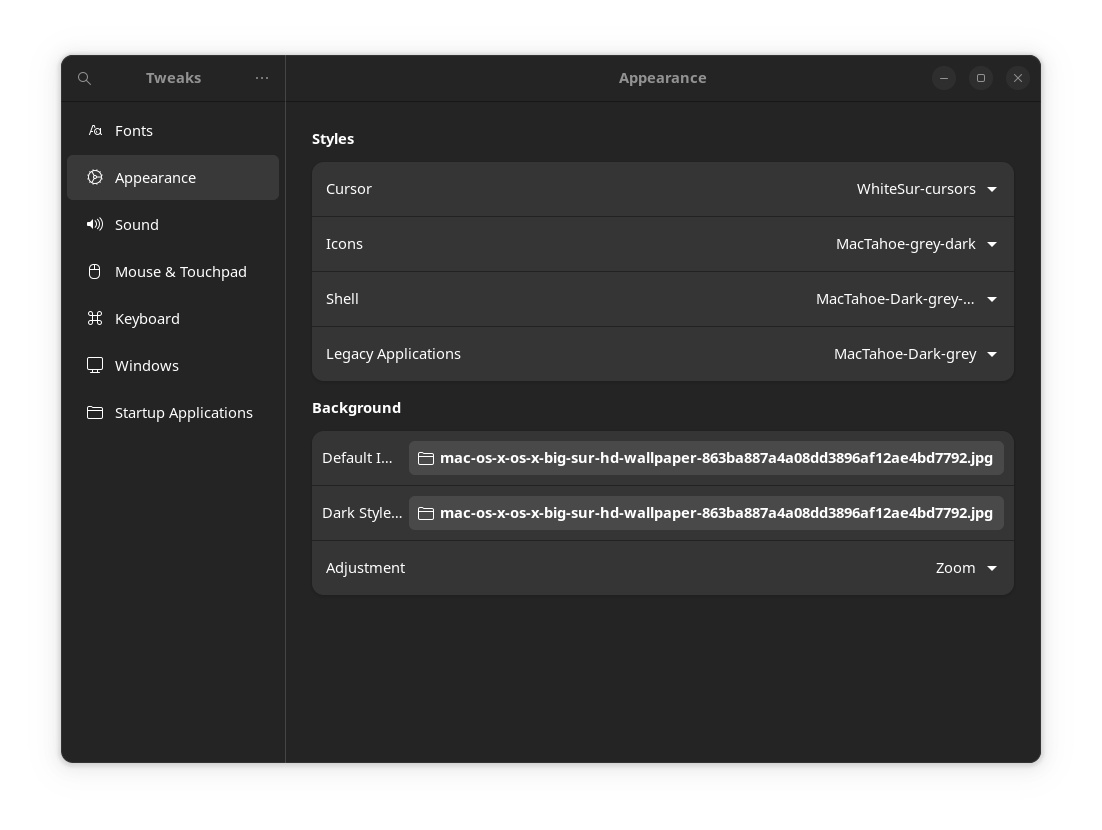 Tweaks
Appearance
Fonts
Appearance
Sound
Mouse & Touchpad
Keyboard
Windows
Startup Applications
Styles
Cursor WhiteSur-cursors
Icons MacTahoe-grey-dark
Shell MacTahoe-Dark-grey-...
Legacy Applications MacTahoe-Dark-grey
Background
Default I... mac-os-x-os-x-big-sur-hd-wallpaper-863ba887a4a08dd3896af12ae4bd7792.jpg
Dark Style... mac-os-x-os-x-big-sur-hd-wallpaper-863ba887a4a08dd3896af12ae4bd7792.jpg
Adjustment Zoom